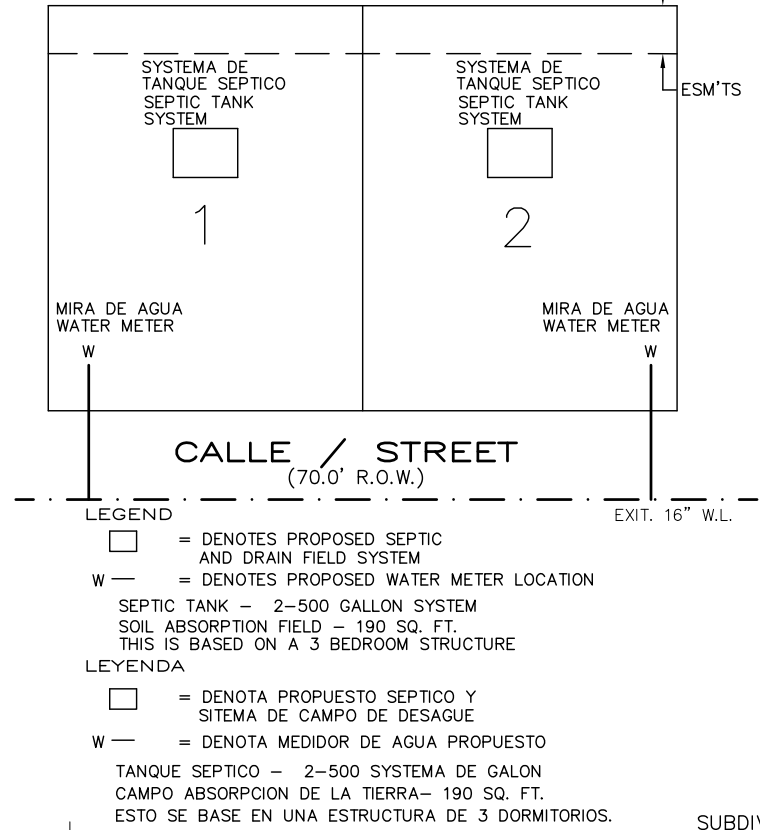 SYSTEMA DE
TANQUE SEPTICO
SEPTIC TANK
SYSTEM
SYSTEMA DE
TANQUE SEPTICO
SEPTIC TANK
SYSTEM
ESM'TS
1
2
MIRA DE AGUA
WATER METER
W
MIRA DE AGUA
WATER METER
W
CALLE / STREET
(70.0' R.O.W.)
EXIT. 16" W.L.
LEGEND
= DENOTES PROPOSED SEPTIC
AND DRAIN FIELD SYSTEM
W — = DENOTES PROPOSED WATER METER LOCATION
SEPTIC TANK – 2–500 GALLON SYSTEM
SOIL ABSORPTION FIELD – 190 SQ. FT.
THIS IS BASED ON A 3 BEDROOM STRUCTURE
LEYENDA
= DENOTA PROPUESTO SEPTICO Y
SITEMA DE CAMPO DE DESAGUE
W — = DENOTA MEDIDOR DE AGUA PROPUESTO
TANQUE SEPTICO – 2–500 SYSTEMA DE GALON
CAMPO ABSORPCION DE LA TIERRA– 190 SQ. FT.
ESTO SE BASE EN UNA ESTRUCTURA DE 3 DORMITORIOS.